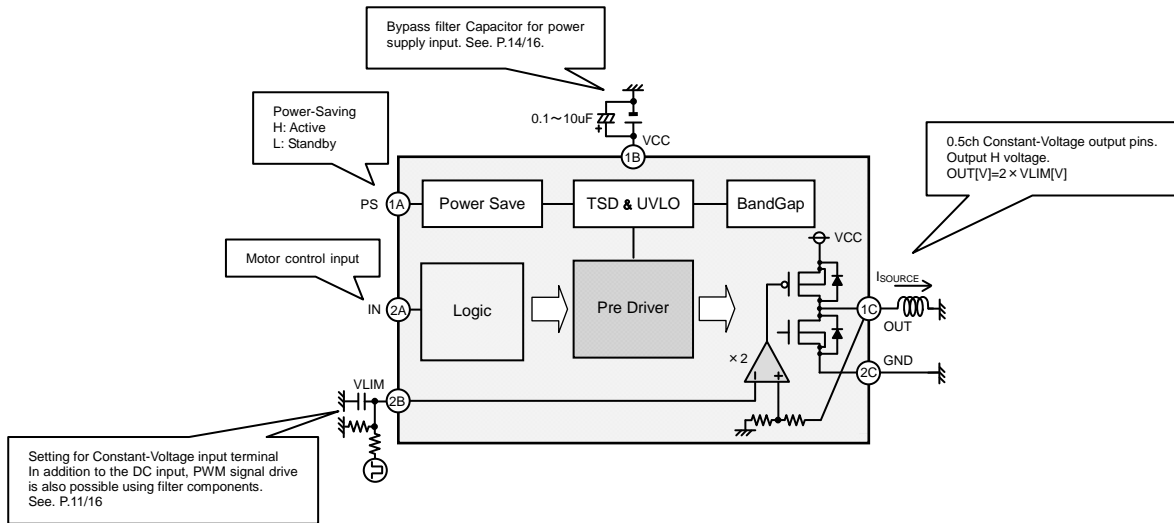 Bypass filter Capacitor for power
supply input. See. P.14/16.
Power-Saving
H: Active
L: Standby
0.1～10uF
+
VCC
1B
0.5ch Constant-Voltage output pins.
Output H voltage.
OUT[V]=2×VLIM[V]
PS
1A
Power Save
TSD & UVLO
BandGap
VCC
Motor control input
IN
2A
Logic
Pre Driver
ISOURCE
1C
OUT
×2
GND
2C
VLIM
2B
Setting for Constant-Voltage input terminal
In addition to the DC input, PWM signal drive
is also possible using filter components.
See. P.11/16